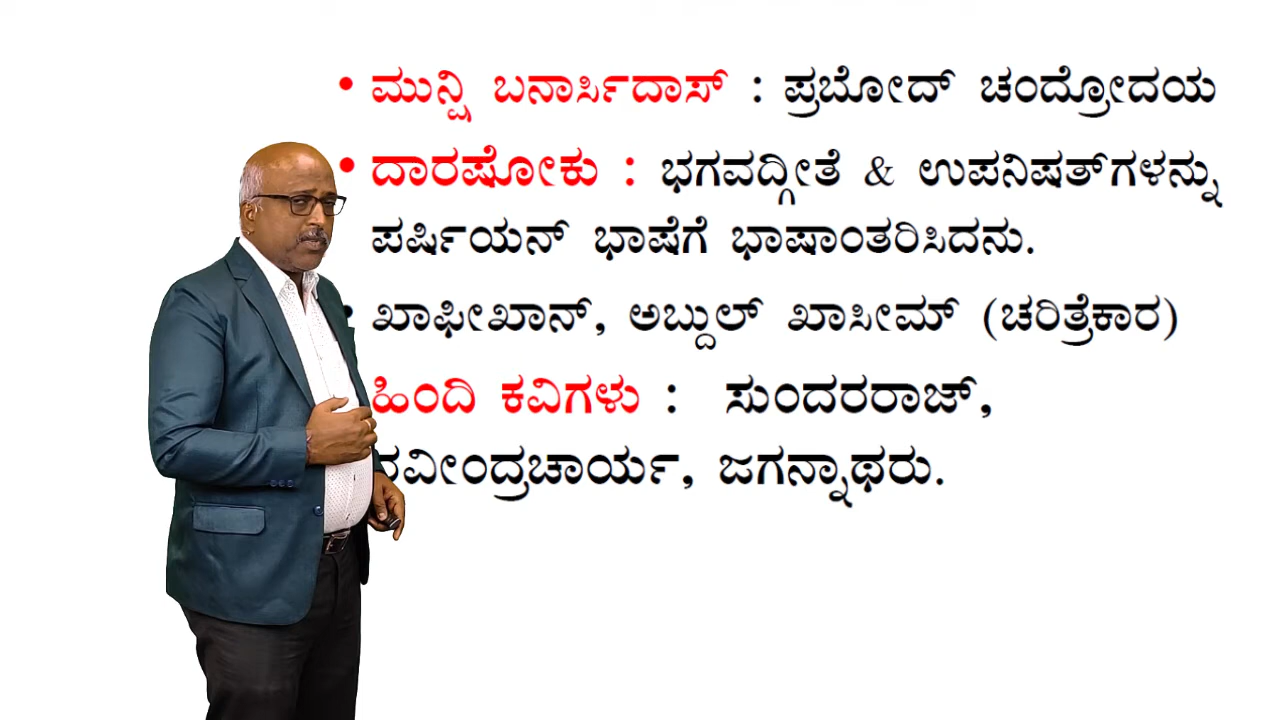 • ಮುನ್ಷಿ ಬನಾರ್ಸಿದಾಸ್ : ಪ್ರಬೋದ್ ಚಂದ್ರೋದಯ
• ದಾರಷೋಕು : ಭಗವದ್ಗೀತೆ & ಉಪನಿಷತ್‌ಗಳನ್ನು
ಪರ್ಷಿಯನ್ ಭಾಷೆಗೆ ಭಾಷಾಂತರಿಸಿದನು.
• ಖಾಫೀಖಾನ್, ಅಬ್ದುಲ್ ಖಾಸೀಮ್ (ಚರಿತ್ರೆಕಾರ)
ಹಿಂದಿ ಕವಿಗಳು : ಸುಂದರರಾಜ್,
ರವೀಂದ್ರಚಾರ್ಯ, ಜಗನ್ನಾಥರು.